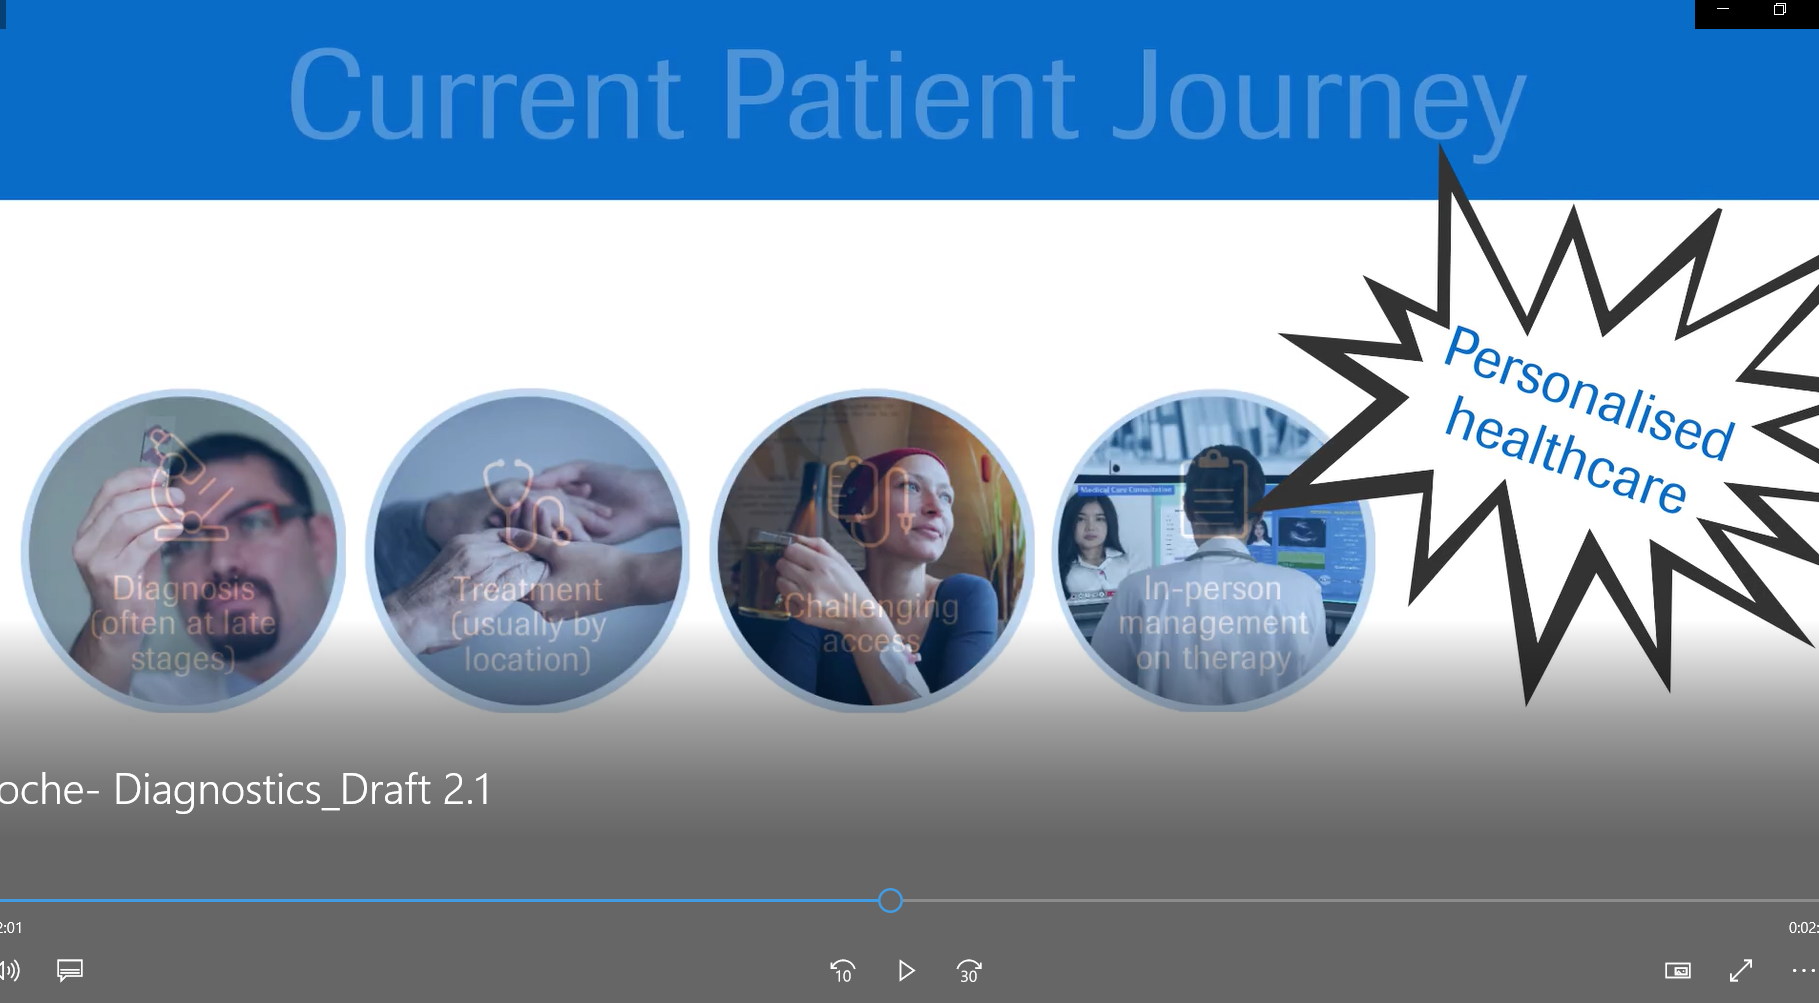 Current Patient Journey
Personalised
healthcare
Medical Care Consultation
Diagnosis
(often at late
stages)
Treatment
(usually by
location)
Challenging
access
In-person
management
on therapy
oche- Diagnostics_Draft 2.1
2:01
0:02:
10
30